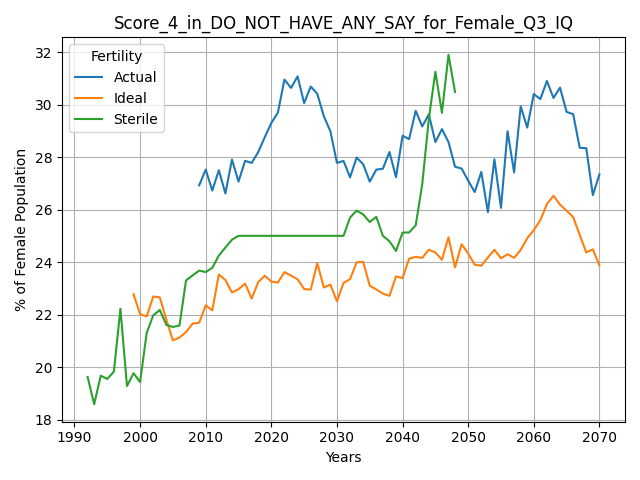 Score_4_in_DO_NOT_HAVE_ANY_SAY_for_Female_Q3_IQ
Fertility
Actual
Ideal
Sterile
% of Female Population
32
30
28
26
24
22
20
18
1990 2000 2010 2020 2030 2040 2050 2060 2070
Years